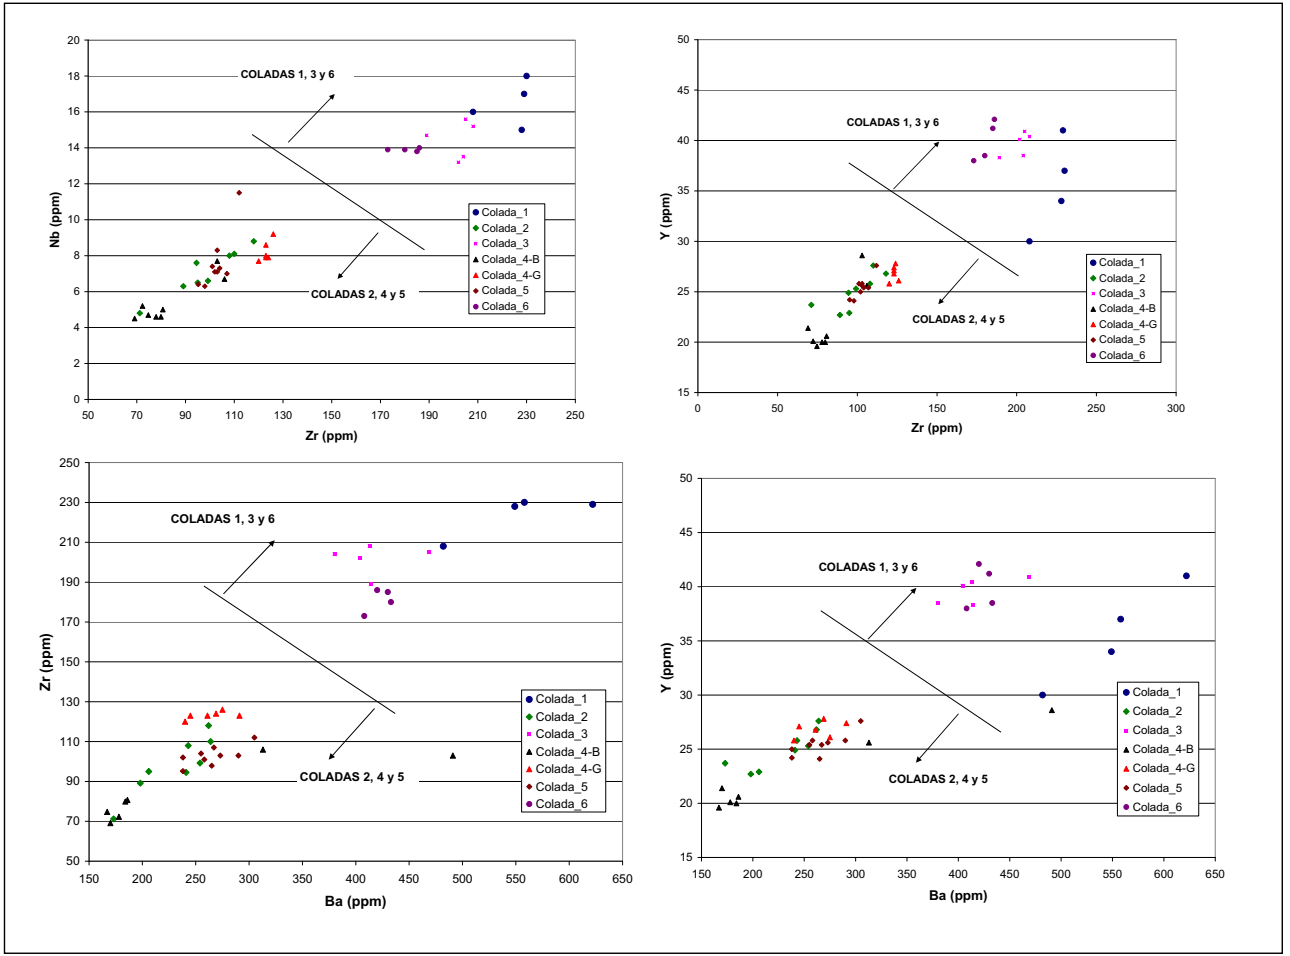 20
18
16
14
12
10
8
6
4
2
0
Nb (ppm)
50 70 90 110 130 150 170 190 210 230 250
Zr (ppm)
COLADAS 1, 3 y 6
COLADAS 2, 4 y 5
Colada_1
Colada_2
Colada_3
Colada_4-B
Colada_4-G
Colada_5
Colada_6
50
45
40
35
30
25
20
15
Y (ppm)
0 50 100 150 200 250 300
Zr (ppm)
COLADAS 1, 3 y 6
COLADAS 2, 4 y 5
Colada_1
Colada_2
Colada_3
Colada_4-B
Colada_4-G
Colada_5
Colada_6
250
230
210
190
170
150
130
110
90
70
50
Zr (ppm)
150 200 250 300 350 400 450 500 550 600 650
Ba (ppm)
COLADAS 1, 3 y 6
COLADAS 2, 4 y 5
Colada_1
Colada_2
Colada_3
Colada_4-B
Colada_4-G
Colada_5
Colada_6
50
45
40
35
30
25
20
15
Y (ppm)
150 200 250 300 350 400 450 500 550 600 650
Ba (ppm)
COLADAS 1, 3 y 6
COLADAS 2, 4 y 5
Colada_1
Colada_2
Colada_3
Colada_4-B
Colada_4-G
Colada_5
Colada_6